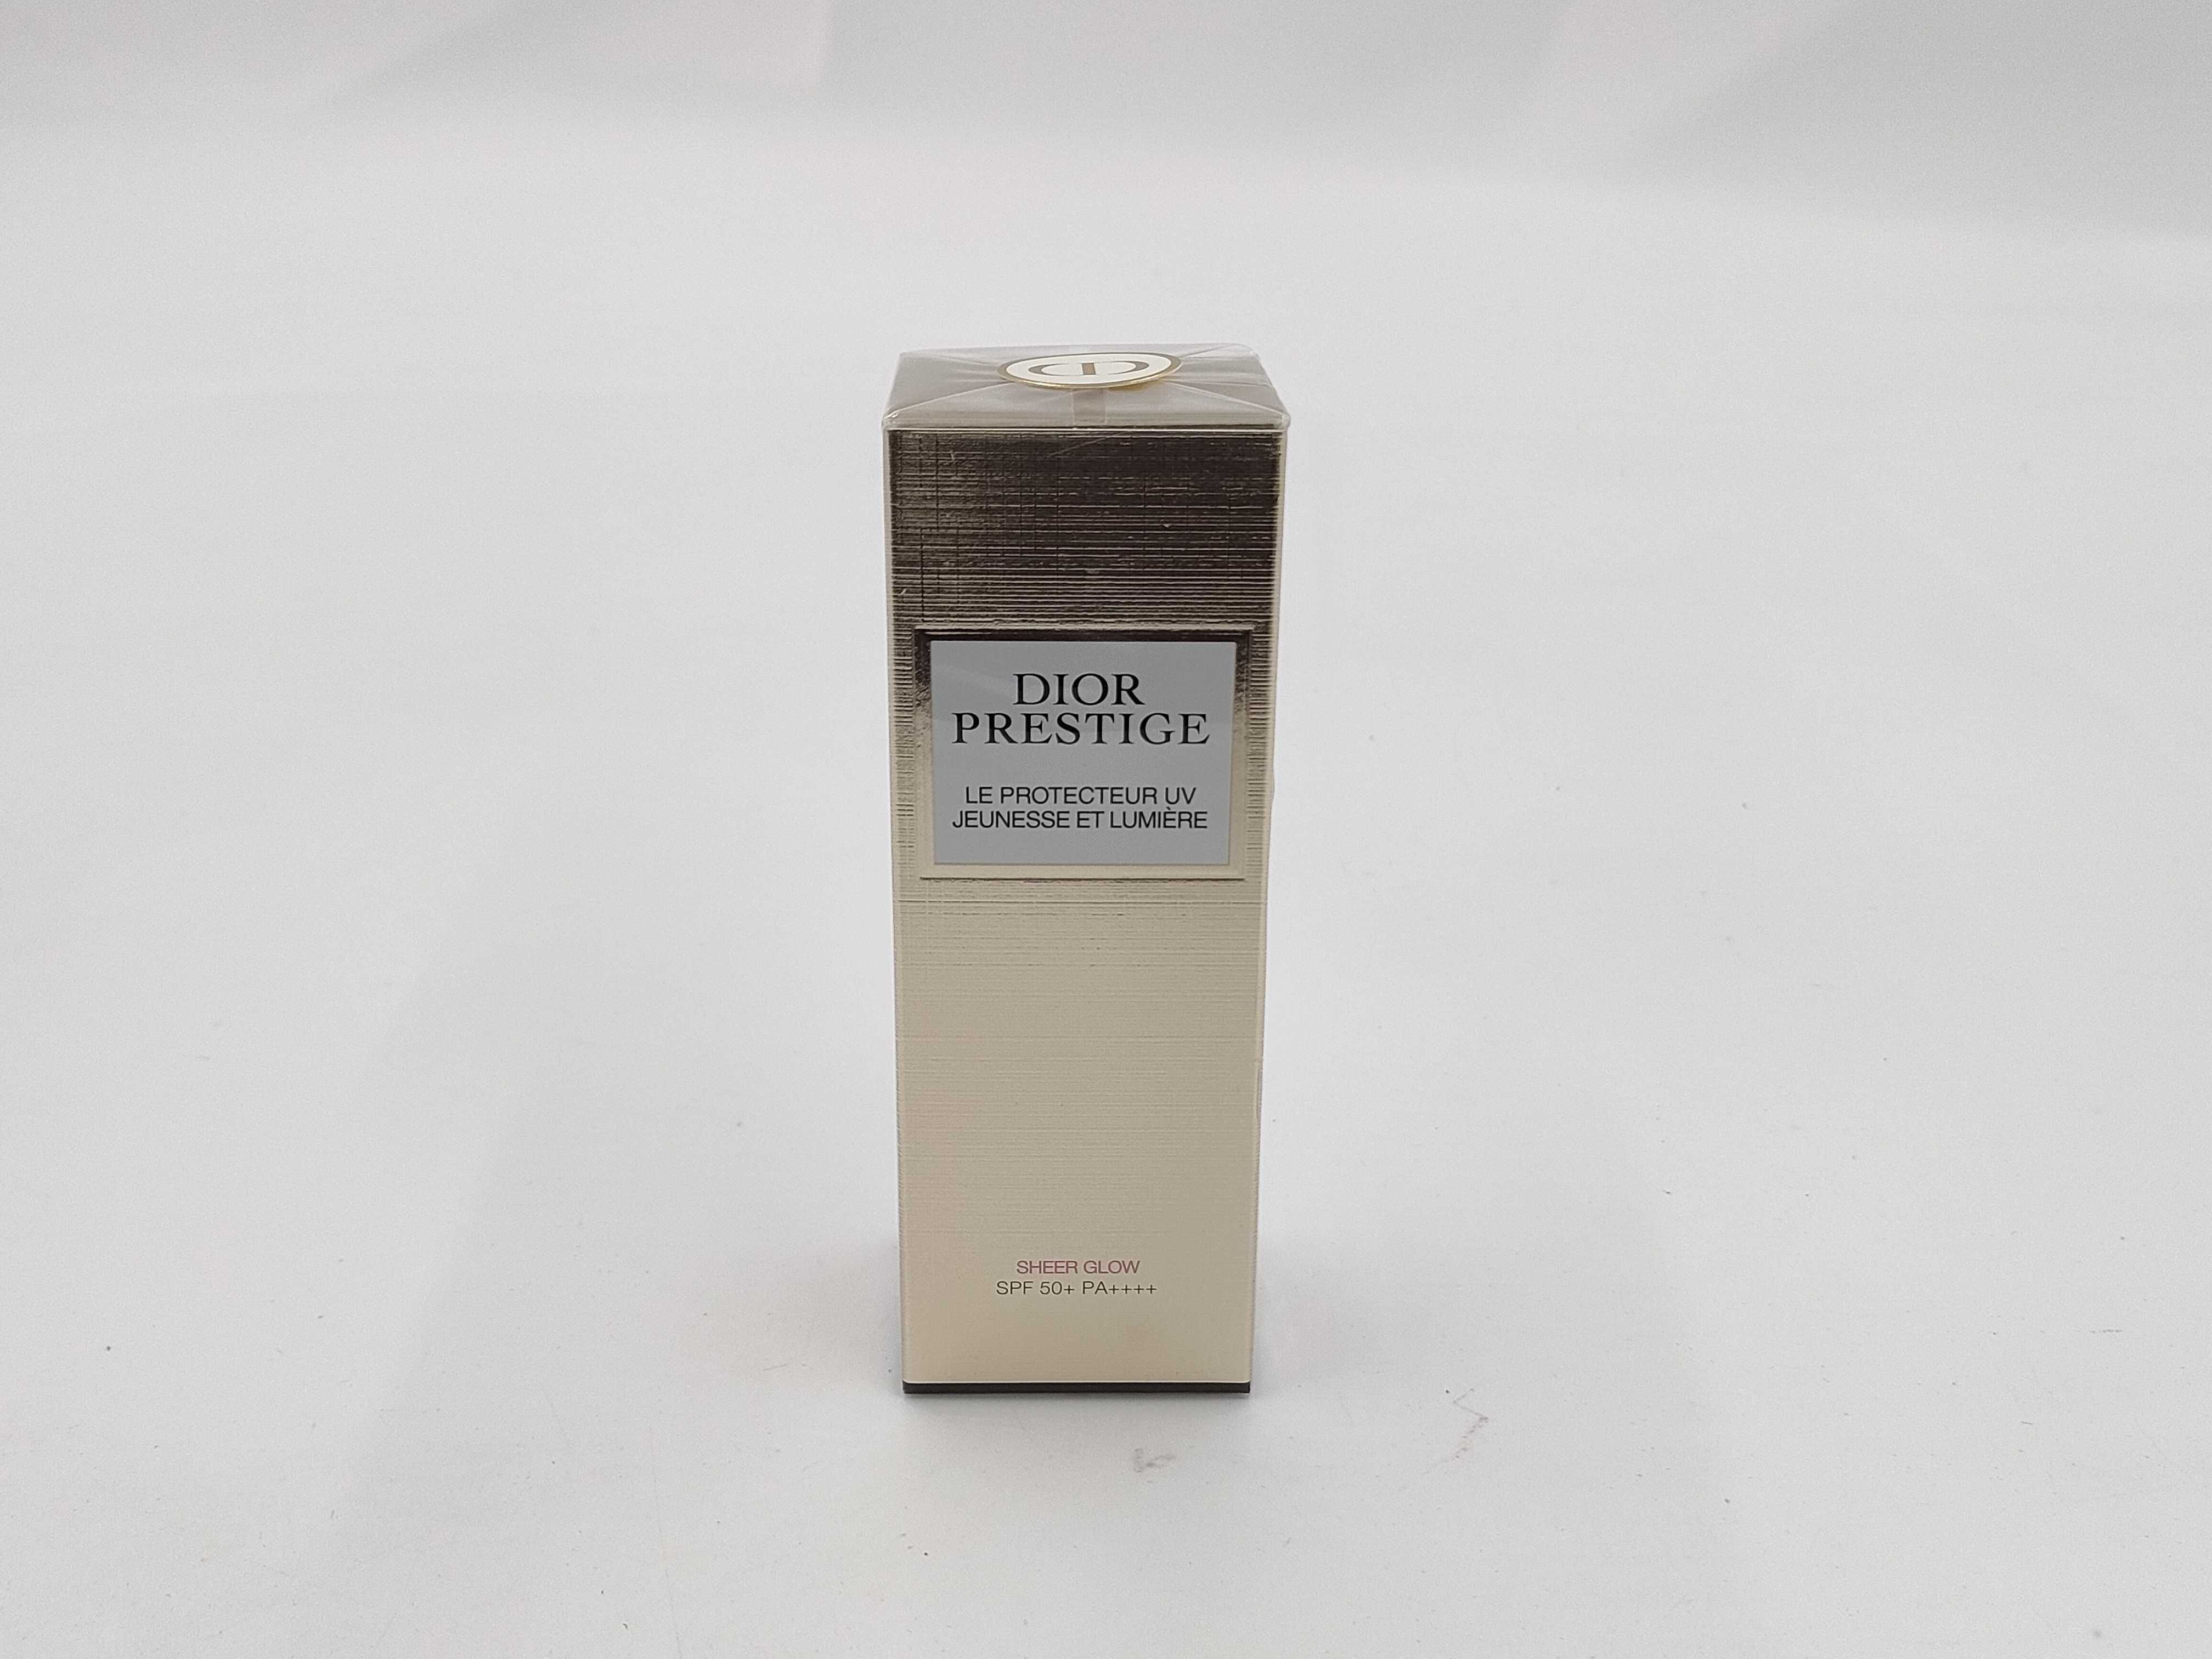 DIOR
PRESTIGE
LE PROTECTEUR UV
JEUNESSE ET LUMIÈRE
SHEER GLOW
SPF 50+ PA++++